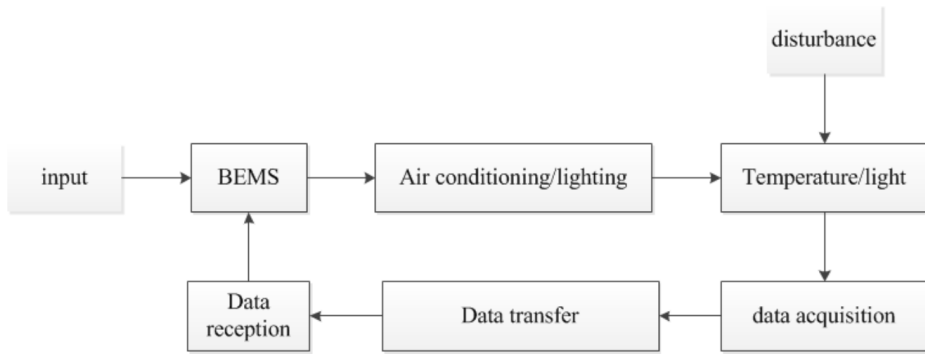 disturbance
input
BEMS
Air conditioning/lighting
Temperature/light
Data
reception
Data transfer
data acquisition